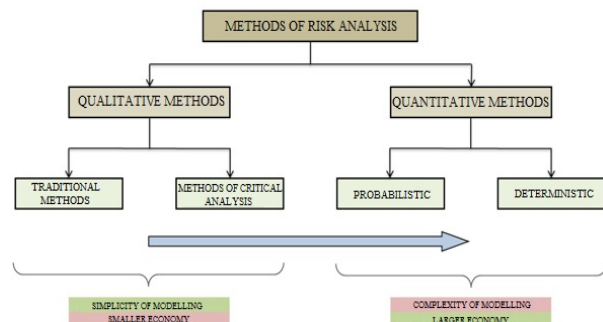 METHODS OF RISK ANALYSIS
QUALITATIVE METHODS
QUANTITATIVE METHODS
TRADITIONAL
METHODS
METHODS OF CRITICAL
ANALYSIS
PROBABILISTIC
DETERMINISTIC
SIMPLICITY OF MODELLING
SMALLER ECONOMY
COMPLEXITY OF MODELLING
LARGER ECONOMY